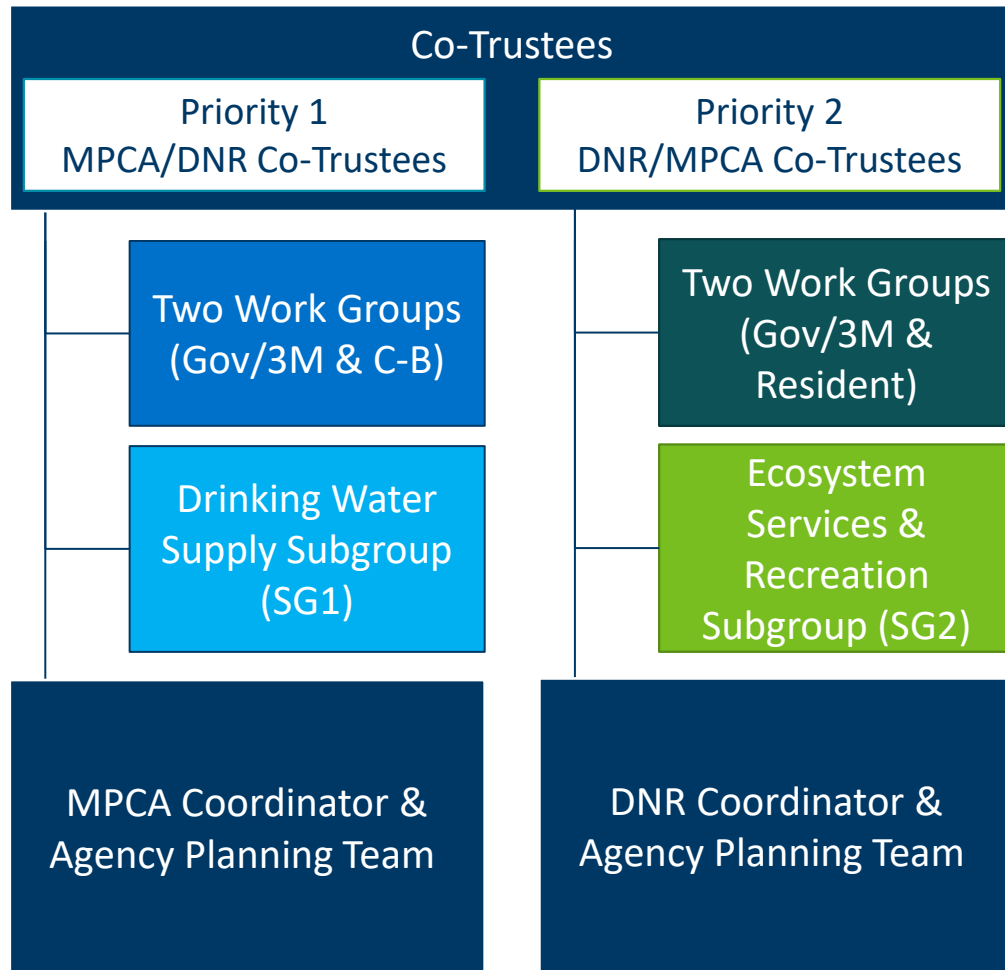 Co-Trustees
Priority 1
MPCA/DNR Co-Trustees
Priority 2
DNR/MPCA Co-Trustees
Two Work Groups
(Gov/3M & C-B)
Drinking Water
Supply Subgroup
(SG1)
MPCA Coordinator &
Agency Planning Team
Two Work Groups
(Gov/3M &
Resident)
Ecosystem
Services &
Recreation
Subgroup (SG2)
DNR Coordinator &
Agency Planning Team